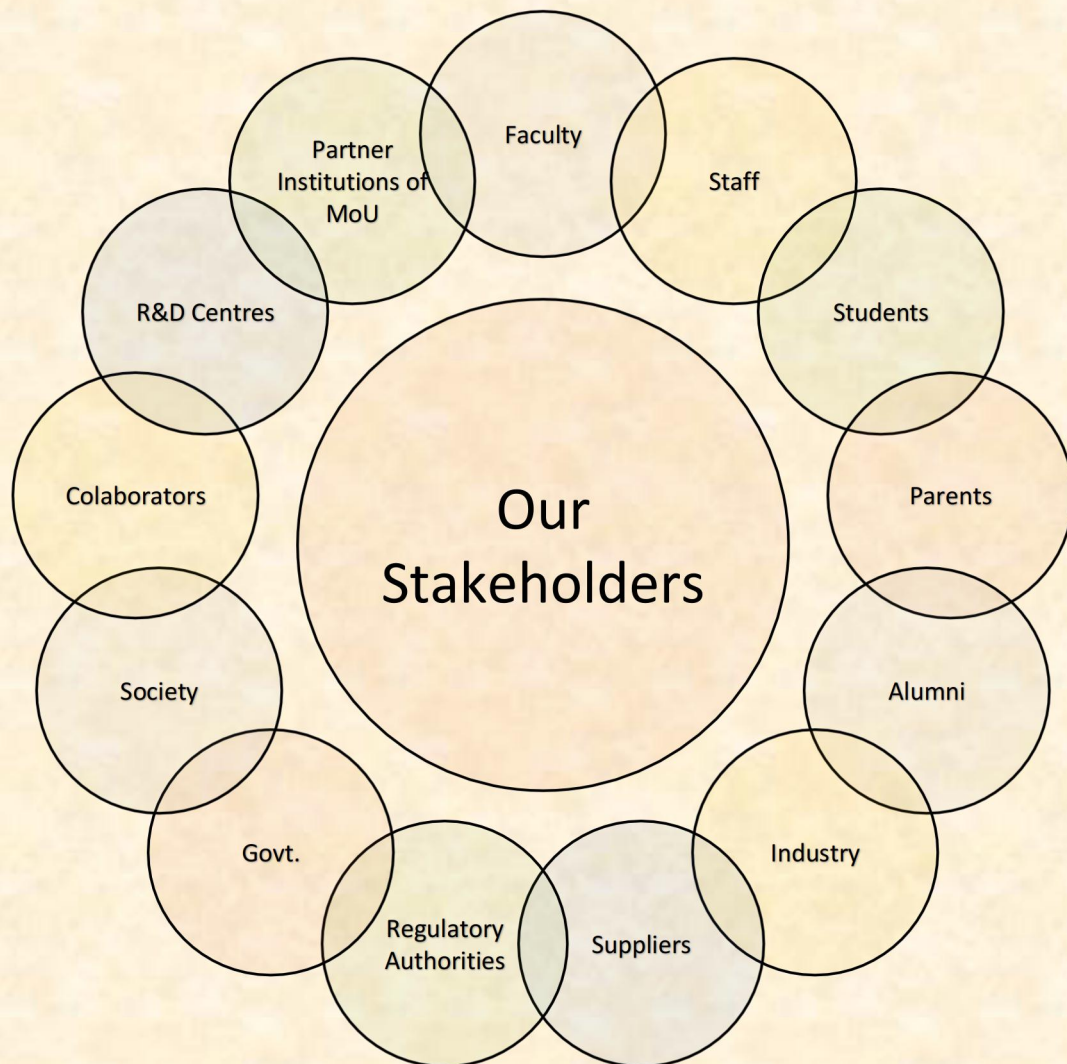 Our
Stakeholders
Faculty
Staff
Students
Parents
Alumni
Industry
Suppliers
Regulatory
Authorities
Govt.
Society
Colaborators
R&D Centres
Partner
Institutions of
MoU